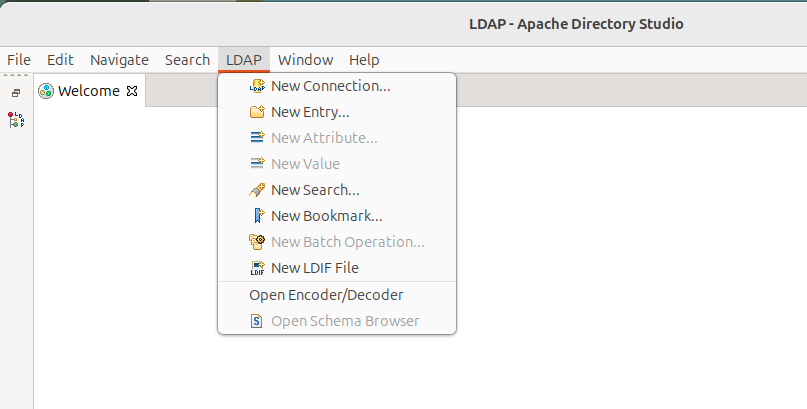 LDAP - Apache Directory Studio
File Edit Navigate Search LDAP Window Help
Welcome
New Connection...
New Entry...
New Attribute...
New Value
New Search...
New Bookmark...
New Batch Operation...
New LDIF File
Open Encoder/Decoder
Open Schema Browser